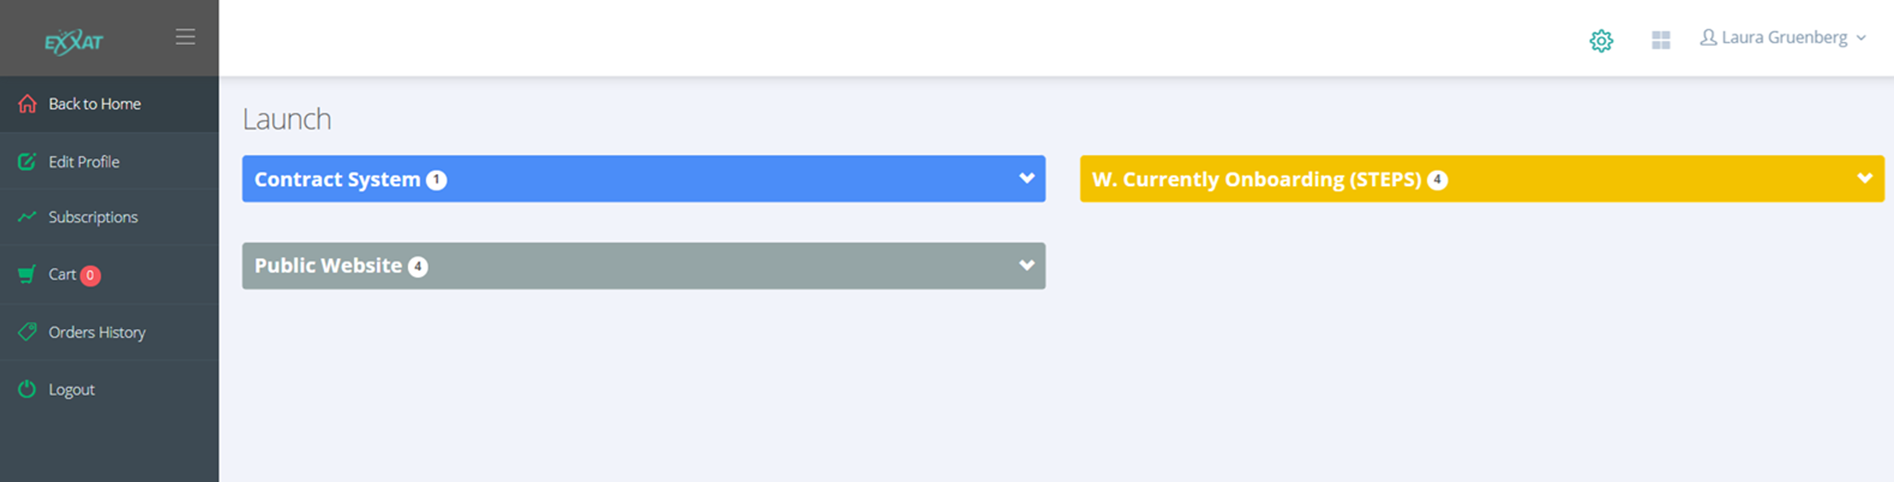 EXXAT
Laura Gruenberg
Back to Home
Edit Profile
Subscriptions
Cart 0
Orders History
Logout
Launch
Contract System 1
W. Currently Onboarding (STEPS) 4
Public Website 4